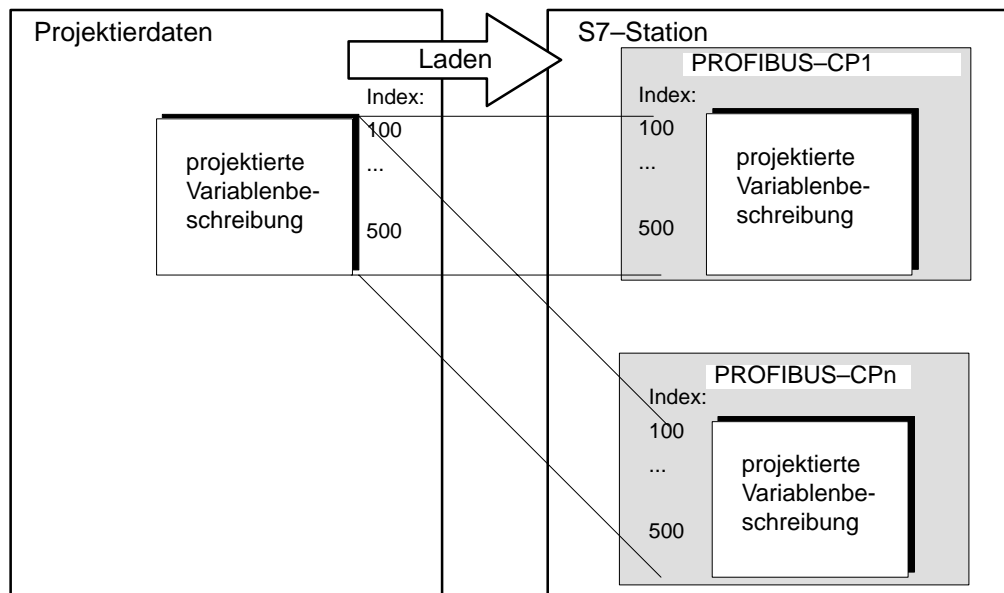 Projektierdaten
Laden
Index:
100
...
500
projektierte
Variablenbe-
schreibung
S7–Station
PROFIBUS–CP1
Index:
100
...
500
projektierte
Variablenbe-
schreibung
PROFIBUS–CPn
Index:
100
...
500
projektierte
Variablenbe-
schreibung